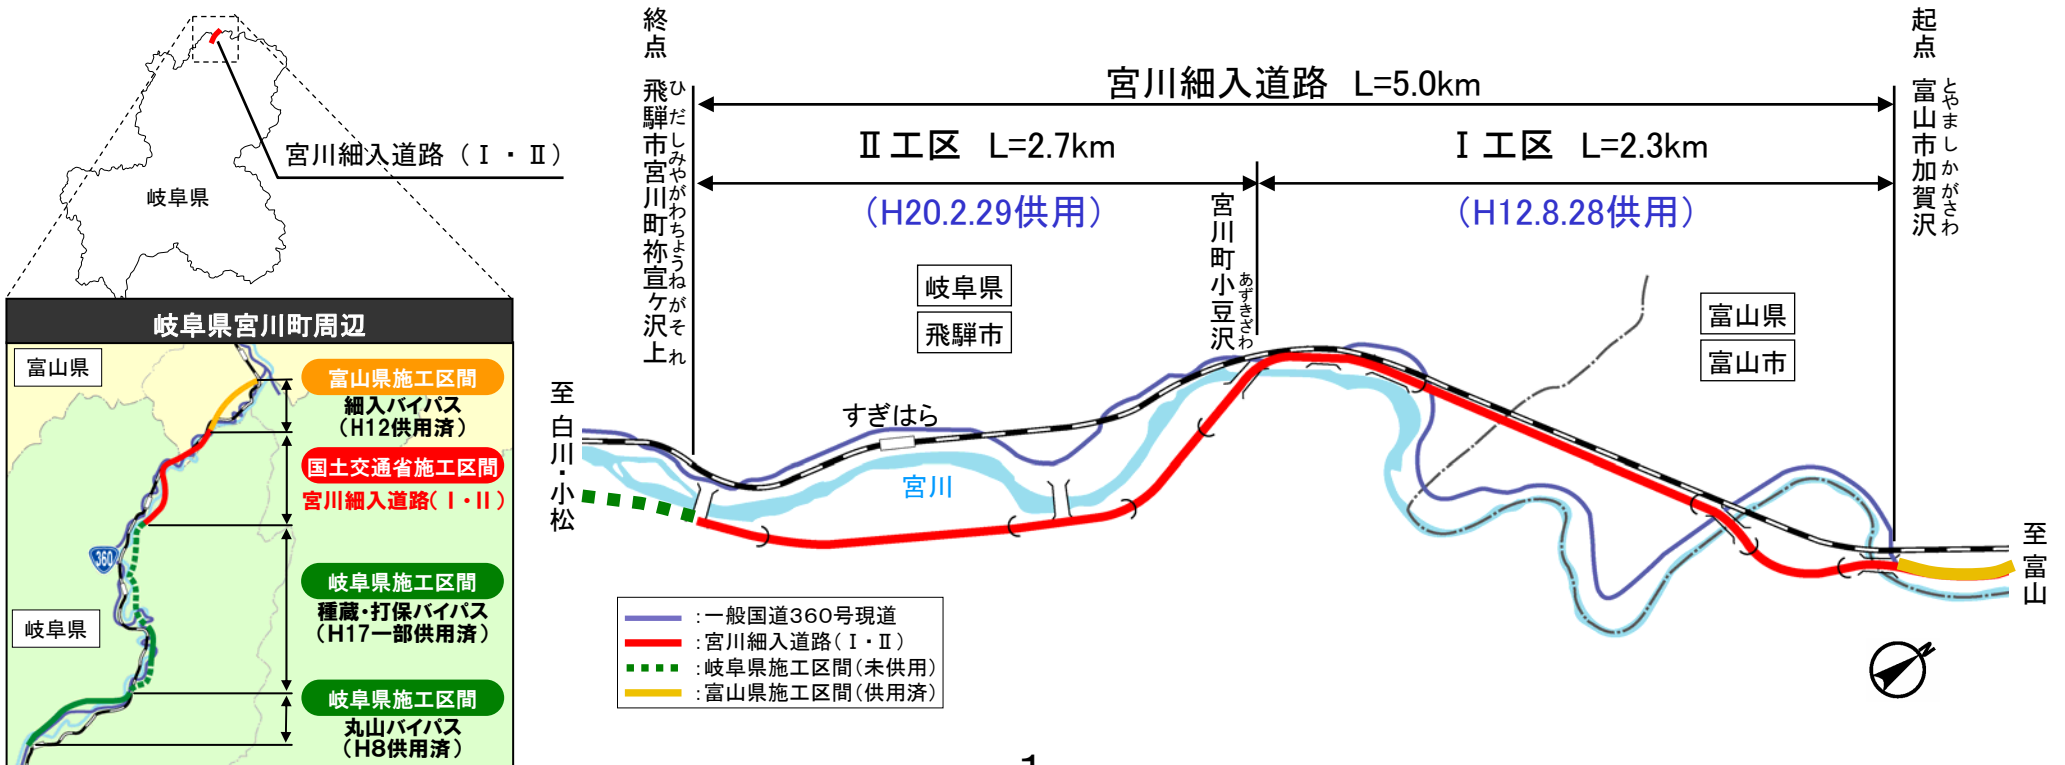 宮川細入道路（Ⅰ・Ⅱ）
岐阜県
岐阜県宮川町周辺
富山県
富山県施工区間
細入バイパス
（H12供用済）
国土交通省施工区間
宮川細入道路（Ⅰ・Ⅱ）
360
岐阜県施工区間
種蔵・打保バイパス
（H17一部供用済）
岐阜県
岐阜県施工区間
丸山バイパス
（H8供用済）
終点
飛騨市宮川町祢宣ケ沢上
ひだしみやがわちょうねがそれ
宮川細入道路 L=5.0km
起点
富山市加賀沢
とやましかがさわ
Ⅱ工区 L=2.7km
（H20.2.29供用）
Ⅰ工区 L=2.3km
（H12.8.28供用）
宮川町小豆沢
あずきざわ
岐阜県
飛騨市
富山県
富山市
至白川・小松
すぎはら
宮川
至富山
：一般国道360号現道
：宮川細入道路（Ⅰ・Ⅱ）
：岐阜県施工区間（未供用）
：富山県施工区間（供用済）
N
1